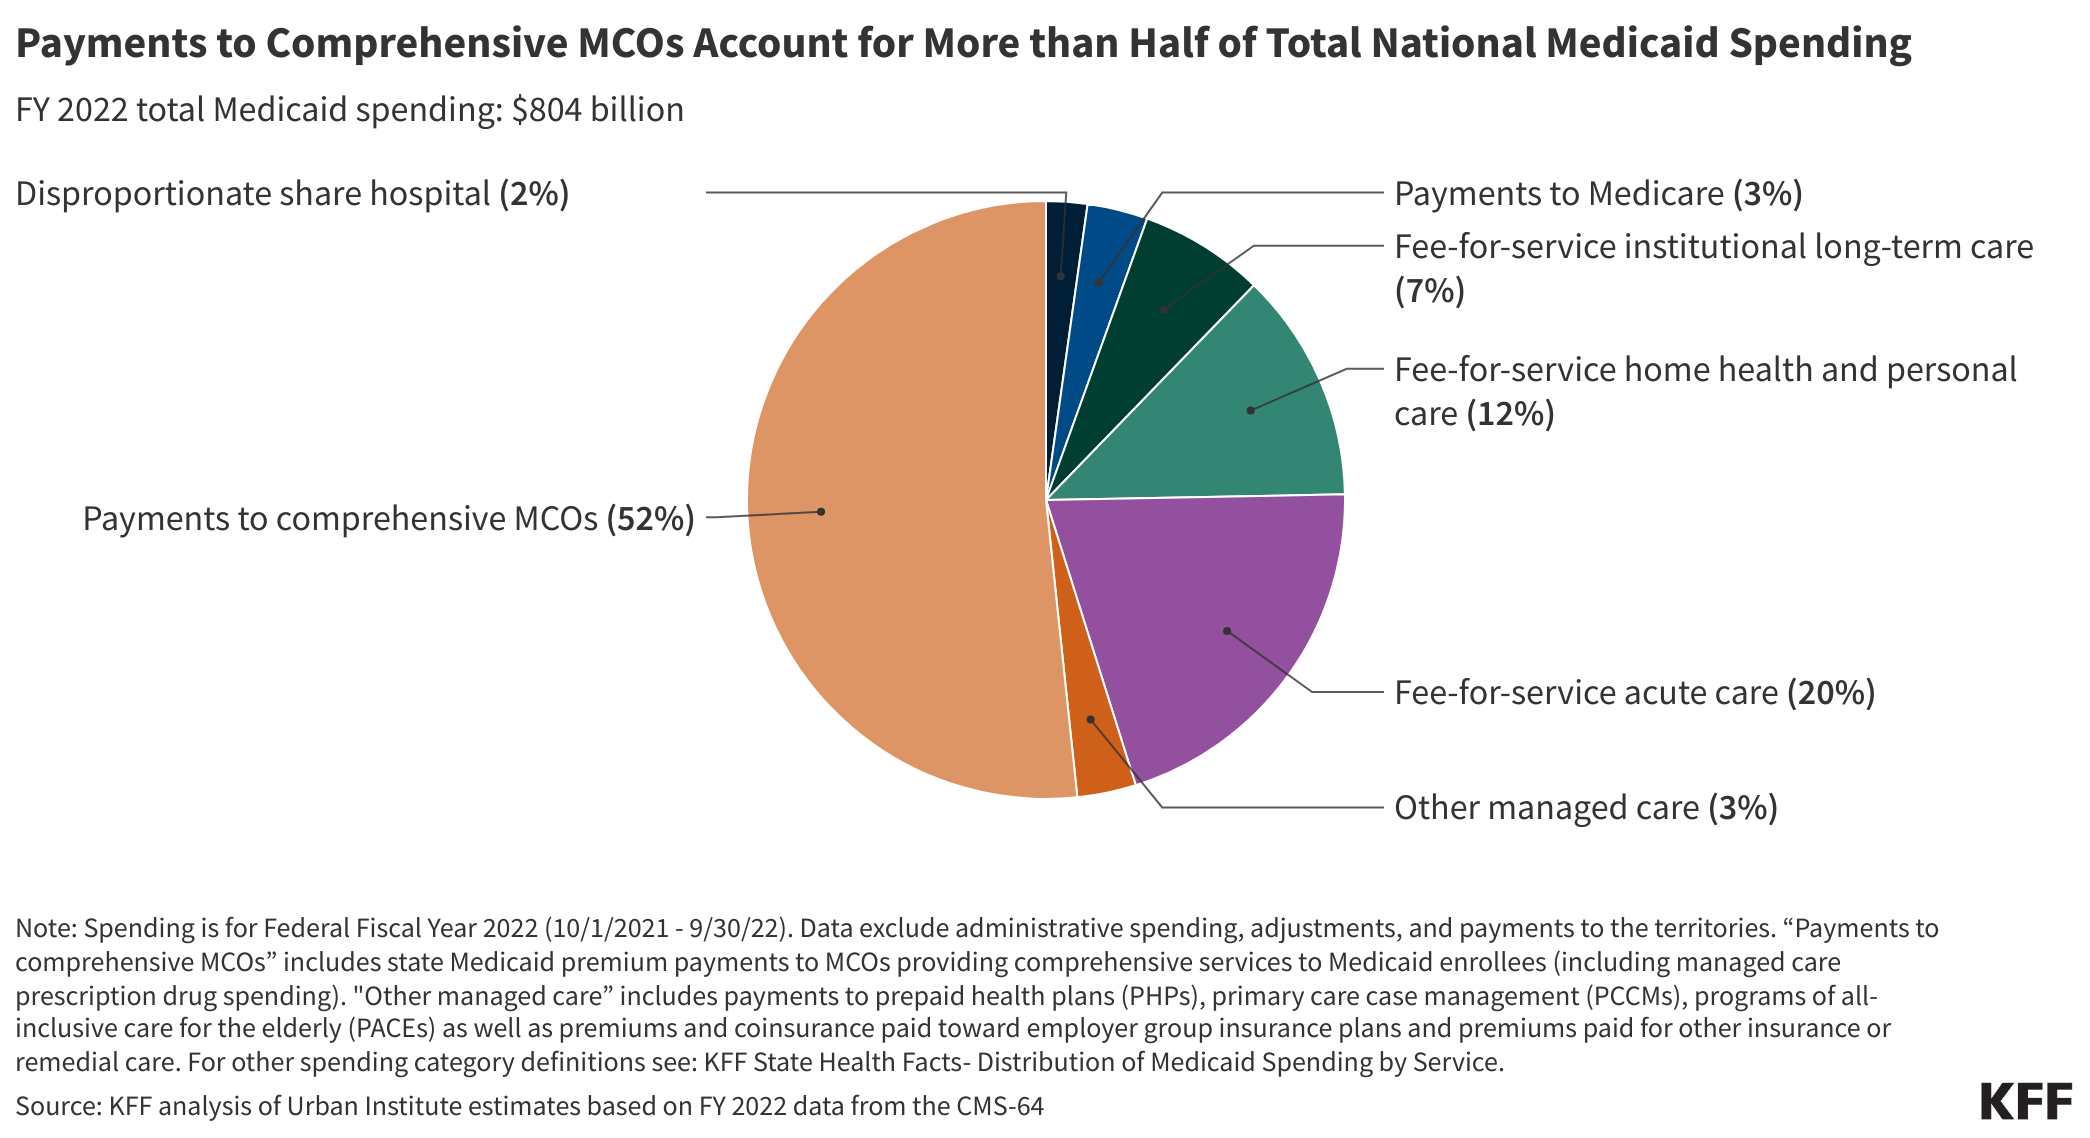 Payments to Comprehensive MCOs Account for More than Half of Total National Medicaid Spending
FY 2022 total Medicaid spending: $804 billion
Disproportionate share hospital (2%)
Payments to Medicare (3%)
Fee-for-service institutional long-term care
(7%)
Fee-for-service home health and personal
care (12%)
Payments to comprehensive MCOs (52%)
Fee-for-service acute care (20%)
Other managed care (3%)
Note: Spending is for Federal Fiscal Year 2022 (10/1/2021 - 9/30/22). Data exclude administrative spending, adjustments, and payments to the territories. “Payments to
comprehensive MCOs” includes state Medicaid premium payments to MCOs providing comprehensive services to Medicaid enrollees (including managed care
prescription drug spending). "Other managed care” includes payments to prepaid health plans (PHPs), primary care case management (PCCMs), programs of all-
inclusive care for the elderly (PACEs) as well as premiums and coinsurance paid toward employer group insurance plans and premiums paid for other insurance or
remedial care. For other spending category definitions see: KFF State Health Facts- Distribution of Medicaid Spending by Service.
Source: KFF analysis of Urban Institute estimates based on FY 2022 data from the CMS-64
KFF